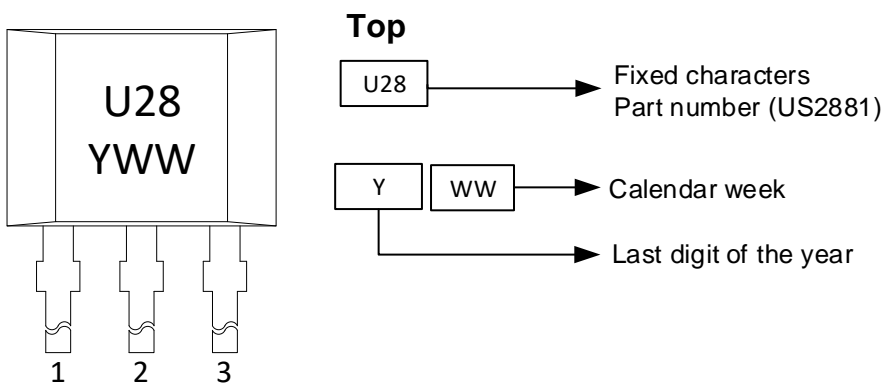 U28
YWW
1 2 3
Top
U28
Fixed characters
Part number (US2881)
Y WW
Calendar week
Last digit of the year